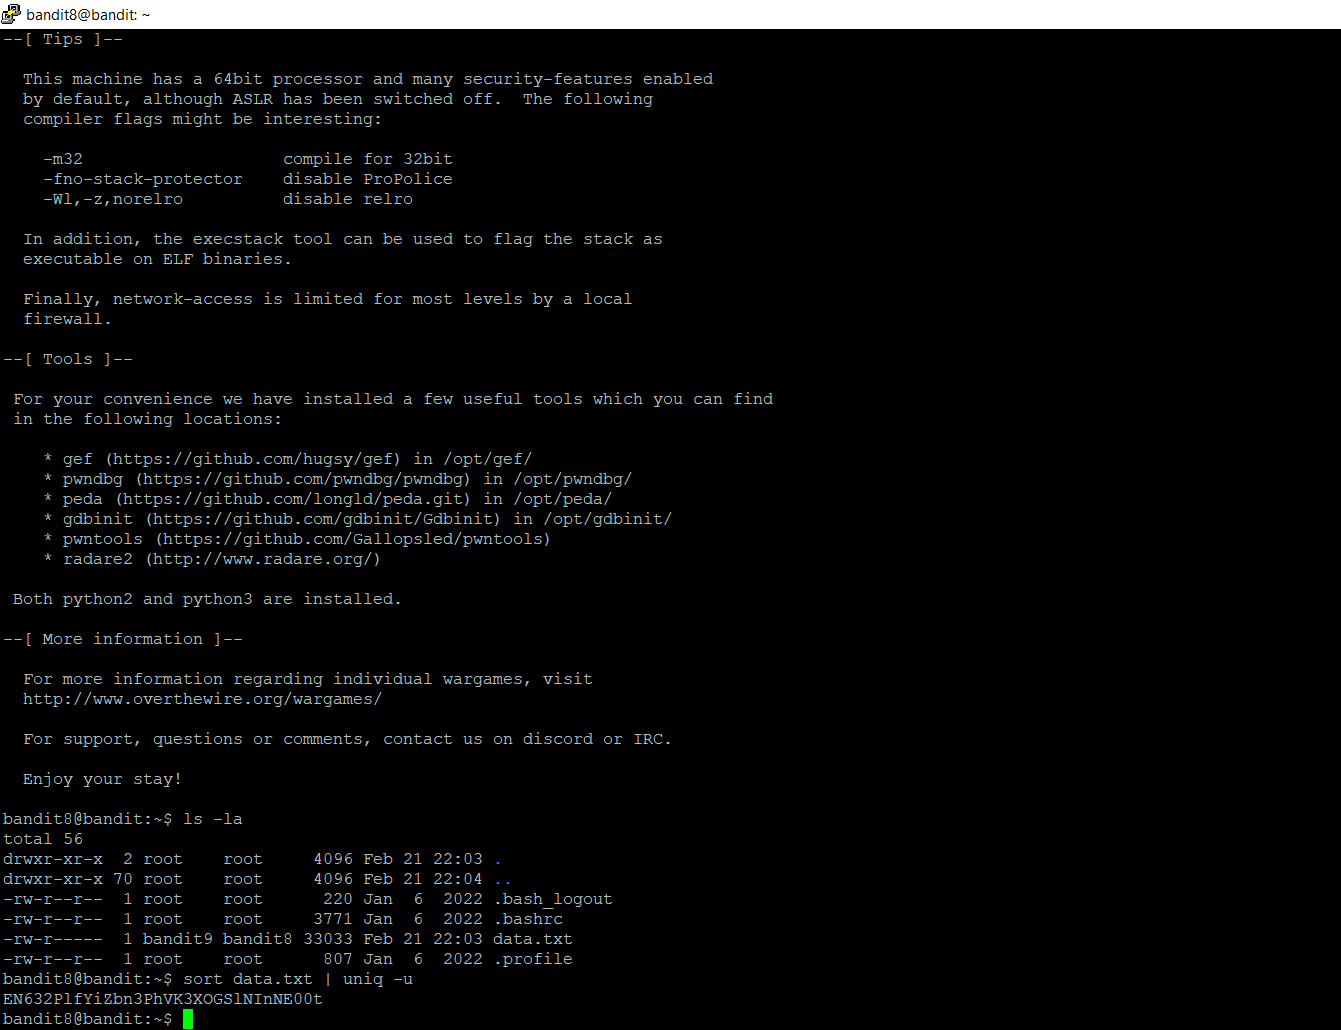 bandit8@bandit: ~
--[ Tips ]--
This machine has a 64bit processor and many security-features enabled
by default, although ASLR has been switched off.  The following
compiler flags might be interesting:
-m32                    compile for 32bit
-fno-stack-protector    disable ProPolice
-Wl,-z,norelro          disable relro
In addition, the execstack tool can be used to flag the stack as
executable on ELF binaries.
Finally, network-access is limited for most levels by a local
firewall.
--[ Tools ]--
For your convenience we have installed a few useful tools which you can find
in the following locations:
* gef (https://github.com/hugsy/gef) in /opt/gef/
* pwndbg (https://github.com/pwndbg/pwndbg) in /opt/pwndbg/
* peda (https://github.com/longld/peda.git) in /opt/peda/
* gdbinit (https://github.com/gdbinit/Gdbinit) in /opt/gdbinit/
* pwntools (https://github.com/Gallopsled/pwntools)
* radare2 (http://www.radare.org/)
Both python2 and python3 are installed.
--[ More information ]--
For more information regarding individual wargames, visit
http://www.overthewire.org/wargames/
For support, questions or comments, contact us on discord or IRC.
Enjoy your stay!
bandit8@bandit:~$ ls -la
total 56
drwxr-xr-x  2 root    root     4096 Feb 21 22:03 .
drwxr-xr-x 70 root    root     4096 Feb 21 22:04 ..
-rw-r--r--  1 root    root      220 Jan  6  2022 .bash_logout
-rw-r--r--  1 root    root     3771 Jan  6  2022 .bashrc
-rw-r-----  1 bandit9 bandit8 33033 Feb 21 22:03 data.txt
-rw-r--r--  1 root    root      807 Jan  6  2022 .profile
bandit8@bandit:~$ sort data.txt | uniq -u
EN632PlfYiZbn3PhVK3XOGSlNInNE00t
bandit8@bandit:~$